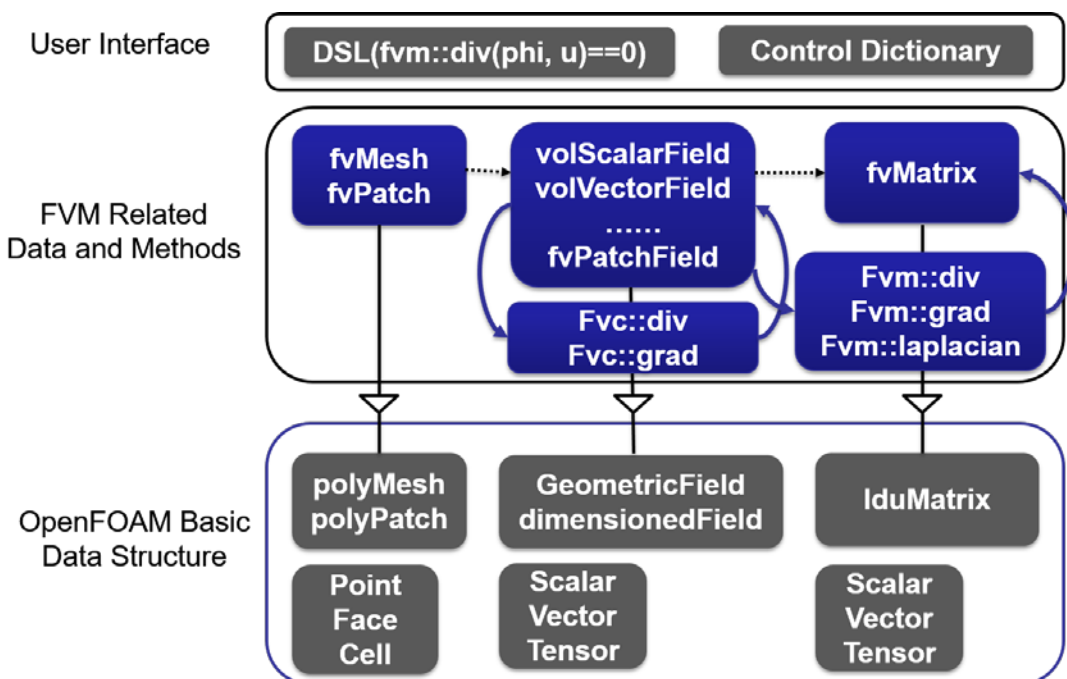 User Interface
DSL(fvm::div(phi, u)==0)
Control Dictionary
FVM Related
Data and Methods
fvMesh
fvPatch
volScalarField
volVectorField
......
fvPatchField
fvMatrix
Fvc::div
Fvc::grad
Fvm::div
Fvm::grad
Fvm::laplacian
OpenFOAM Basic
Data Structure
polyMesh
polyPatch
GeometricField
dimensionedField
lduMatrix
Point
Face
Cell
Scalar
Vector
Tensor
Scalar
Vector
Tensor